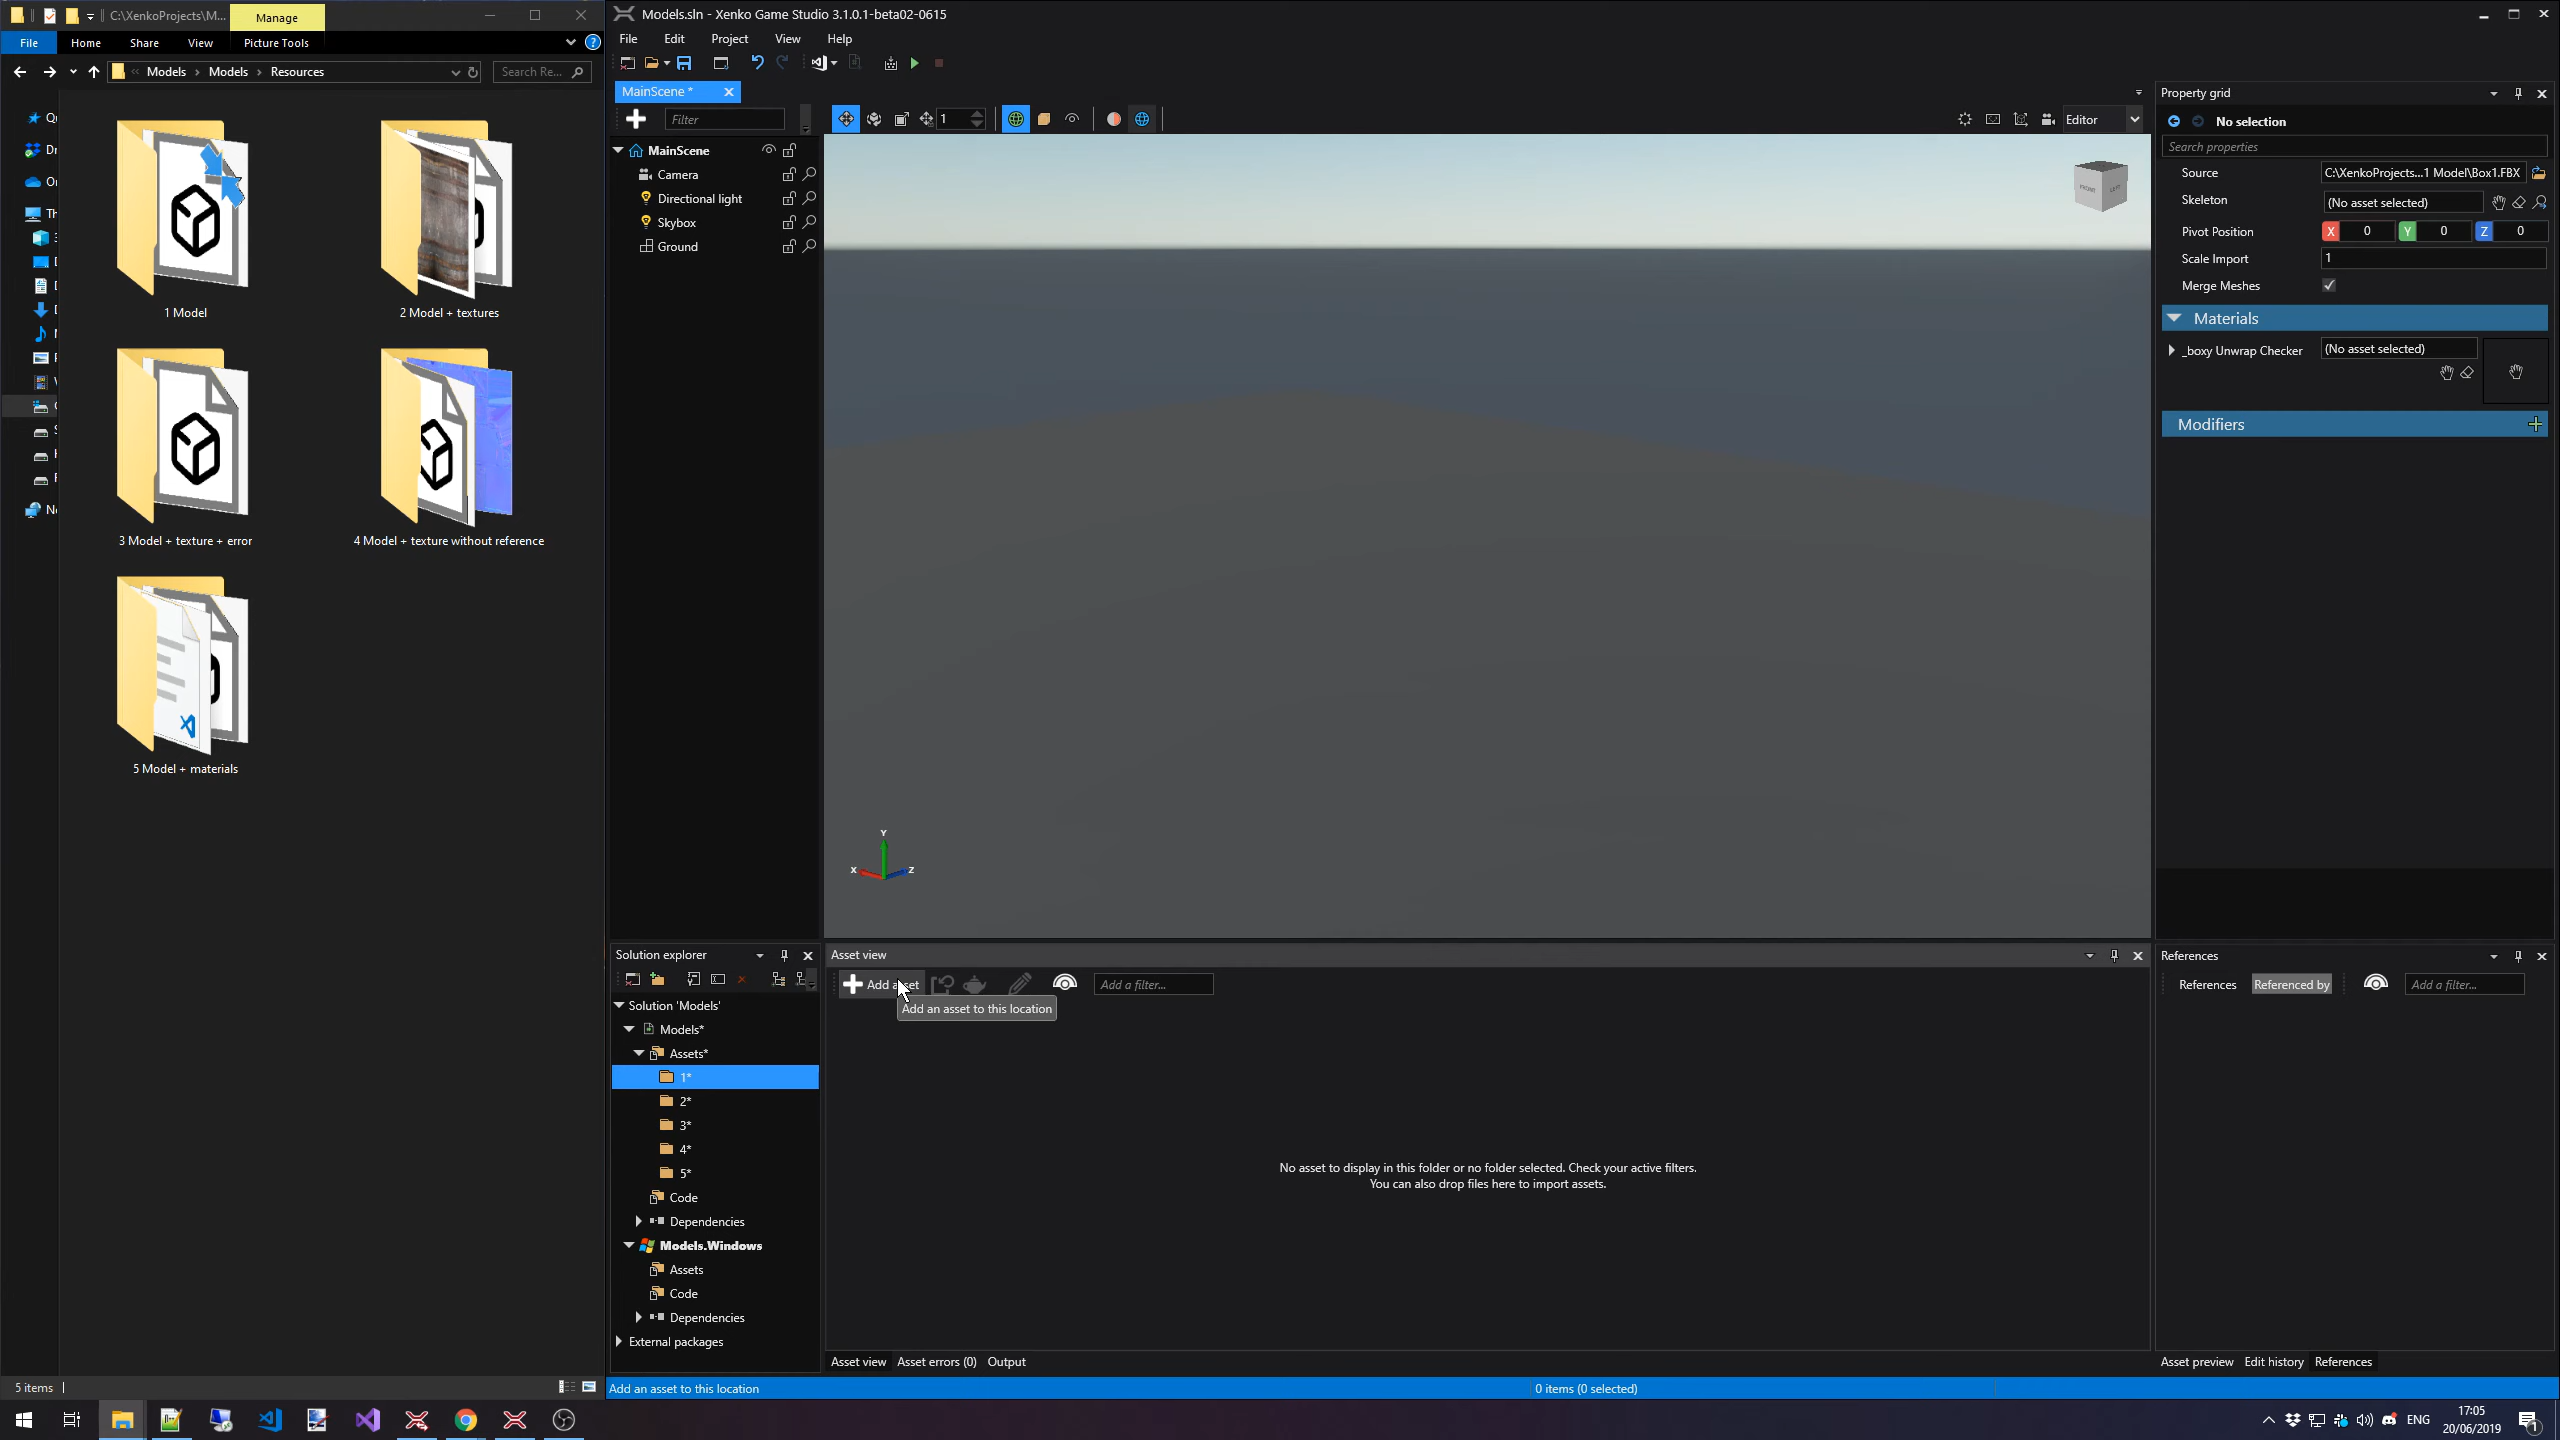 C:\XenkoProjects\M...
Manage
File
Home
Share
View
Picture Tools
Models
Models
Resources
Search Re...
1 Model
2 Model + textures
3 Model + texture + error
4 Model + texture without reference
5 Model + materials
5 items
Models.sln - Xenko Game Studio 3.1.0.1-beta02-0615
File
Edit
Project
View
Help
MainScene *
Filter
1
Editor
MainScene
Camera
Directional light
Skybox
Ground
FRONT
LEFT
Y
X
Z
Property grid
No selection
Search properties
Source
C:\XenkoProjects...1 Model\Box1.FBX
Skeleton
(No asset selected)
Pivot Position
X
0
Y
0
Z
0
Scale Import
1
Merge Meshes
Materials
_boxy Unwrap Checker
(No asset selected)
Modifiers
Solution explorer
Solution 'Models'
Models*
Assets*
1*
2*
3*
4*
5*
Code
Dependencies
Models.Windows
Assets
Code
Dependencies
External packages
Asset view
Add asset
Add a filter...
Add an asset to this location
No asset to display in this folder or no folder selected. Check your active filters.
You can also drop files here to import assets.
Asset view
Asset errors (0)
Output
References
References
Referenced by
Add a filter...
Asset preview
Edit history
References
Add an asset to this location
0 items (0 selected)
ENG
17:05
20/06/2019
1